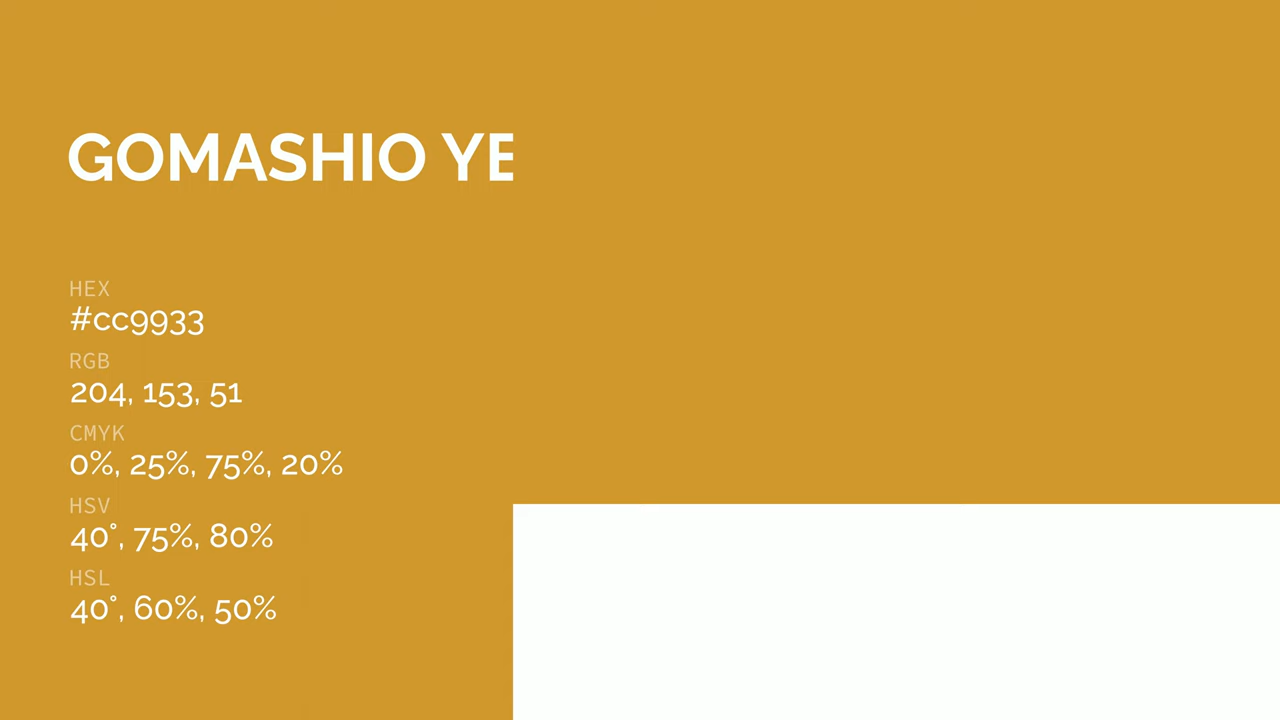 GOMASHIO YE
HEX
#cc9933
RGB
204, 153, 51
CMYK
0%, 25%, 75%, 20%
HSV
40°, 75%, 80%
HSL
40°, 60%, 50%